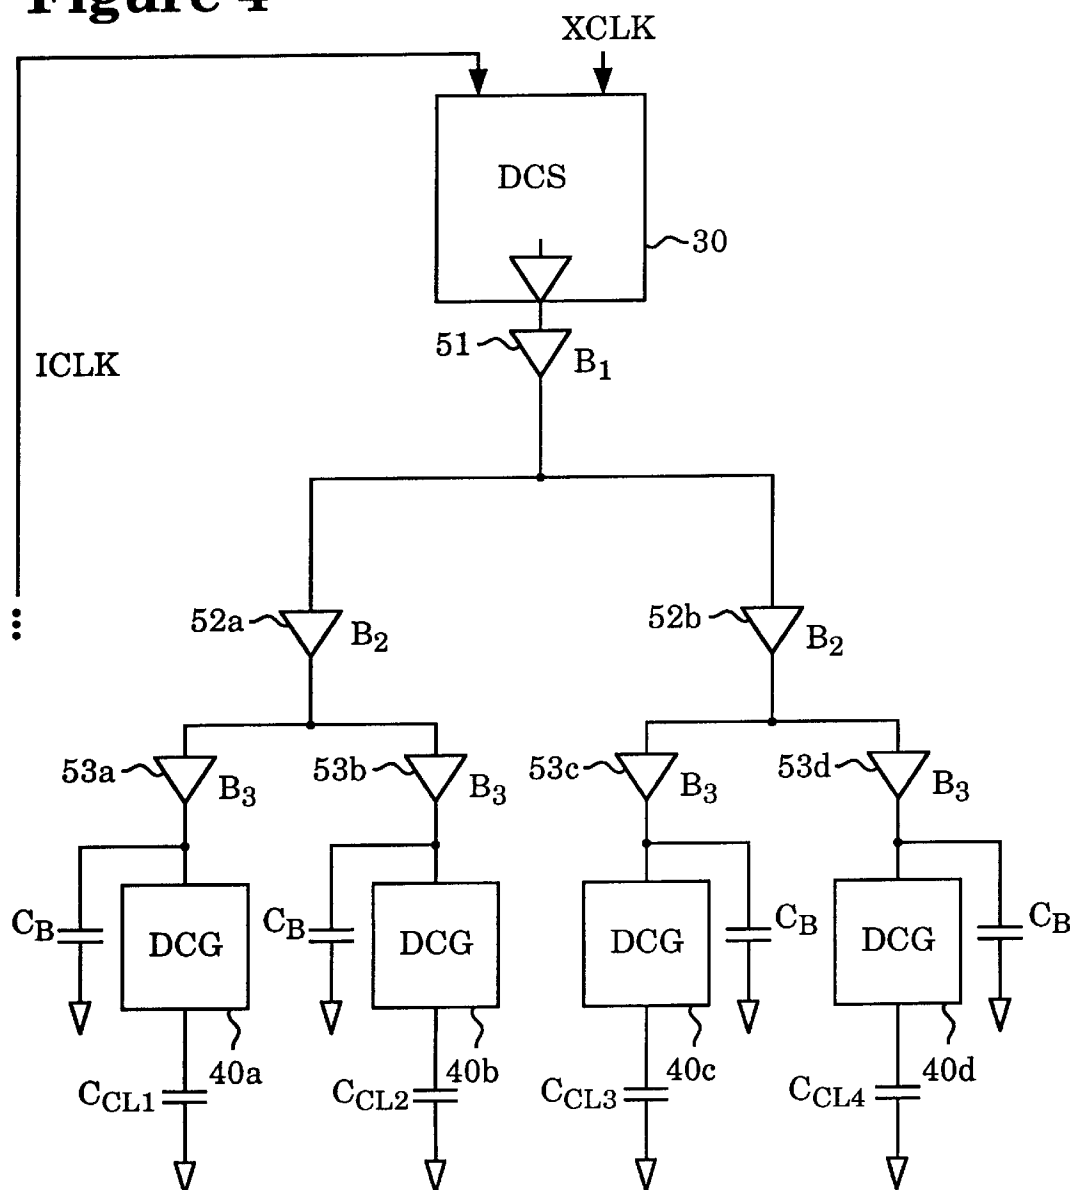 Figure 4
XCLK
DCS
30
51
B1
ICLK
52a
B2
52b
B2
53a
B3
53b
B3
53c
B3
53d
B3
CB
DCG
CB
DCG
DCG
CB
DCG
CB
40a
40b
40c
40d
CCL1
CCL2
CCL3
CCL4